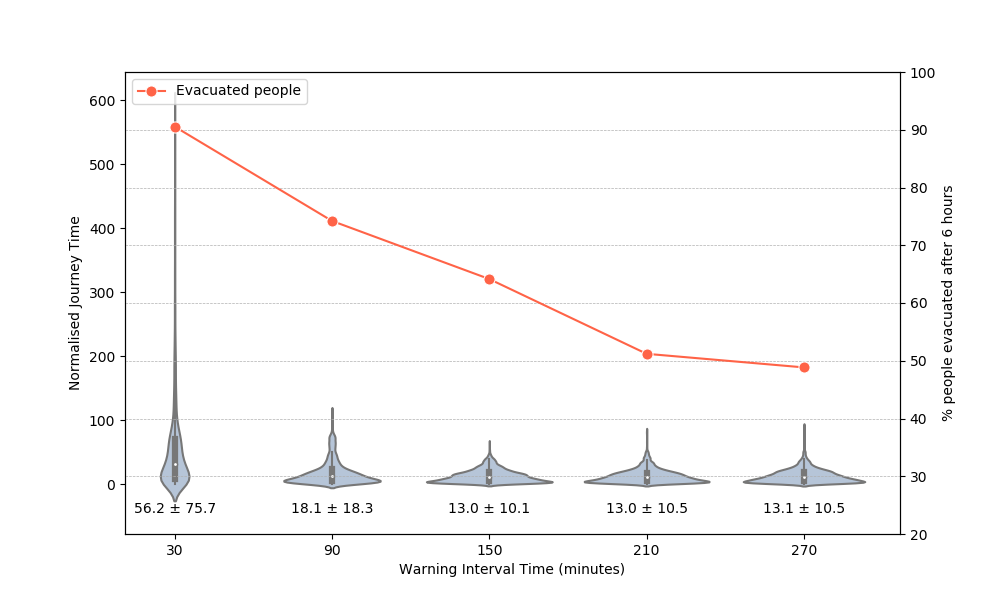 Evacuated people
600
500
400
300
200
100
0
Normalised Journey Time
100
90
80
70
60
50
40
30
20
% people evacuated after 6 hours
56.2 ± 75.7
18.1 ± 18.3
13.0 ± 10.1
13.0 ± 10.5
13.1 ± 10.5
30
90
150
210
270
Warning Interval Time (minutes)